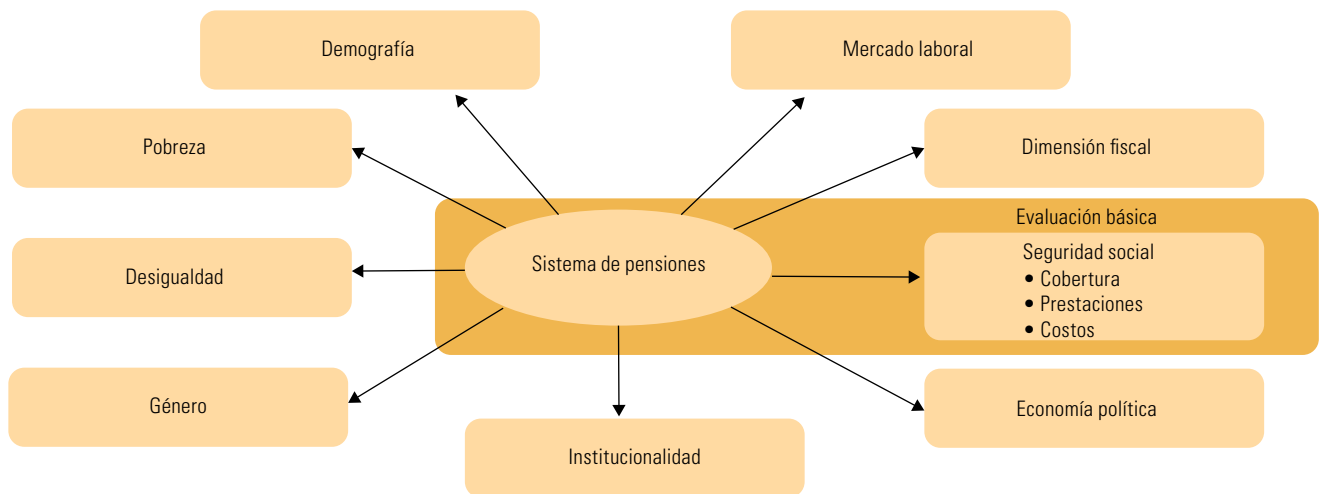 Demografía
Mercado laboral
Pobreza
Dimensión fiscal
Evaluación básica
Desigualdad
Sistema de pensiones
Seguridad social
• Cobertura
• Prestaciones
• Costos
Género
Institucionalidad
Economía política